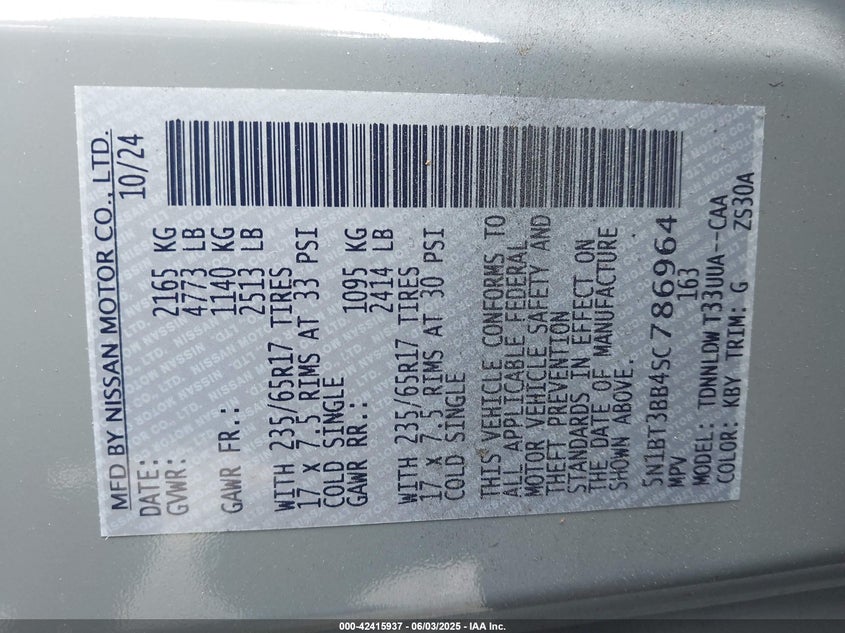 MFD BY NISSAN MOTOR CO., LTD.
DATE: 10/24
GVWR: 2165 KG
4773 LB
GAWR FR.: 1140 KG
2513 LB
WITH 235/65R17 TIRES
17 X 7.5 RIMS AT 33 PSI
COLD SINGLE
GAWR RR.: 1095 KG
2414 LB
WITH 235/65R17 TIRES
17 X 7.5 RIMS AT 30 PSI
COLD SINGLE
THIS VEHICLE CONFORMS TO
ALL APPLICABLE FEDERAL
MOTOR VEHICLE SAFETY AND
THEFT PREVENTION
STANDARDS IN EFFECT ON
THE DATE OF MANUFACTURE
SHOWN ABOVE.
5N1BT3BB4SC786964
MPV 163
MODEL: TDNNLDWT33UUA--CAA
COLOR: KBY TRIM: G ZS30A
000-42415937 06/03/2025 - IAA Inc.